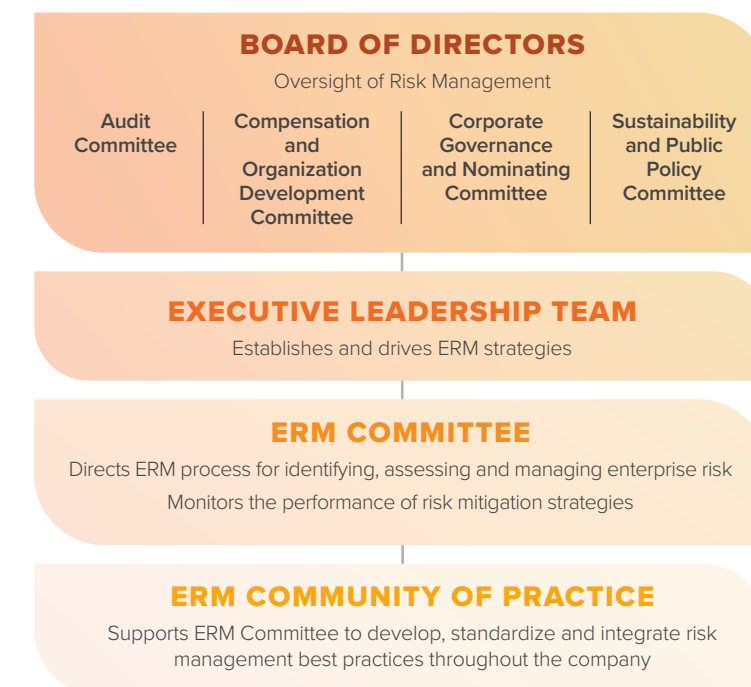 BOARD OF DIRECTORS
Oversight of Risk Management
Audit
Committee
Compensation
and
Organization
Development
Committee
Corporate
Governance
and Nominating
Committee
Sustainability
and Public
Policy
Committee
EXECUTIVE LEADERSHIP TEAM
Establishes and drives ERM strategies
ERM COMMITTEE
Directs ERM process for identifying, assessing and managing enterprise risk
Monitors the performance of risk mitigation strategies
ERM COMMUNITY OF PRACTICE
Supports ERM Committee to develop, standardize and integrate risk
management best practices throughout the company